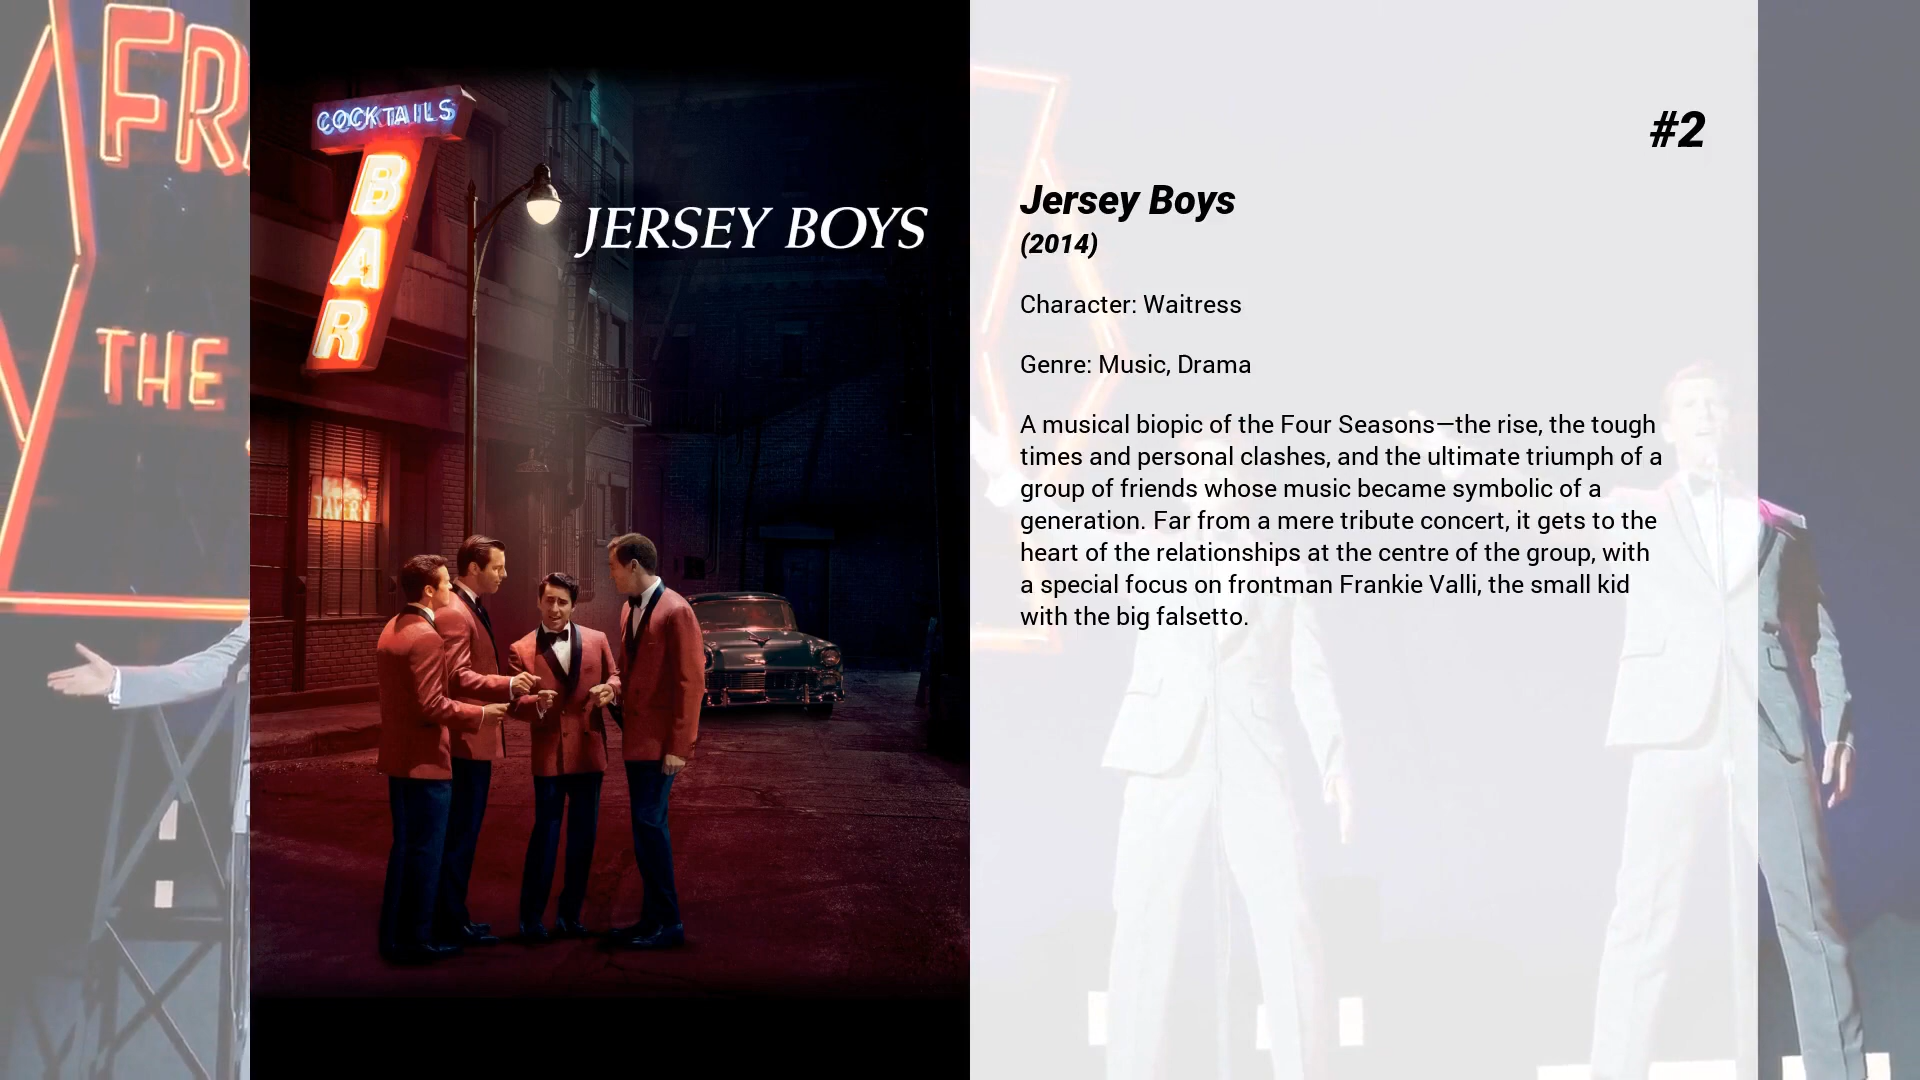 FR
THE
COCKTAILS
BAR
TAVERN
JERSEY BOYS
#2
Jersey Boys
(2014)
Character: Waitress
Genre: Music, Drama
A musical biopic of the Four Seasons—the rise, the tough
times and personal clashes, and the ultimate triumph of a
group of friends whose music became symbolic of a
generation. Far from a mere tribute concert, it gets to the
heart of the relationships at the centre of the group, with
a special focus on frontman Frankie Valli, the small kid
with the big falsetto.